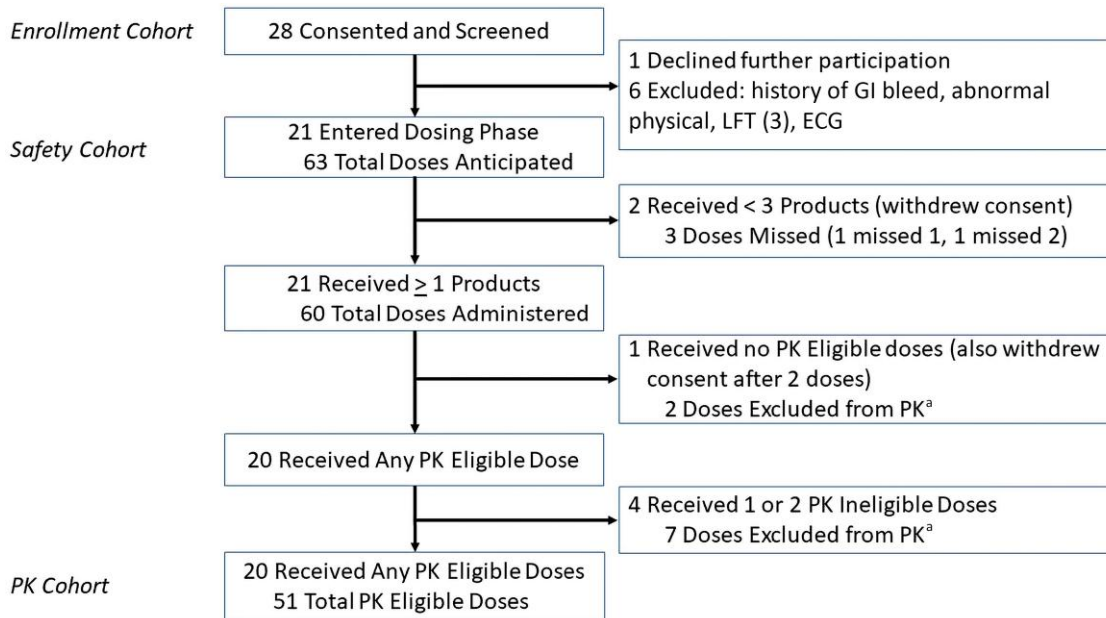 Enrollment Cohort
28 Consented and Screened
1 Declined further participation
6 Excluded: history of GI bleed, abnormal
physical, LFT (3), ECG
Safety Cohort
21 Entered Dosing Phase
63 Total Doses Anticipated
2 Received < 3 Products (withdrew consent)
3 Doses Missed (1 missed 1, 1 missed 2)
21 Received ≥ 1 Products
60 Total Doses Administered
1 Received no PK Eligible doses (also withdrew
consent after 2 doses)
2 Doses Excluded from PKᵃ
20 Received Any PK Eligible Dose
4 Received 1 or 2 PK Ineligible Doses
7 Doses Excluded from PKᵃ
PK Cohort
20 Received Any PK Eligible Doses
51 Total PK Eligible Doses